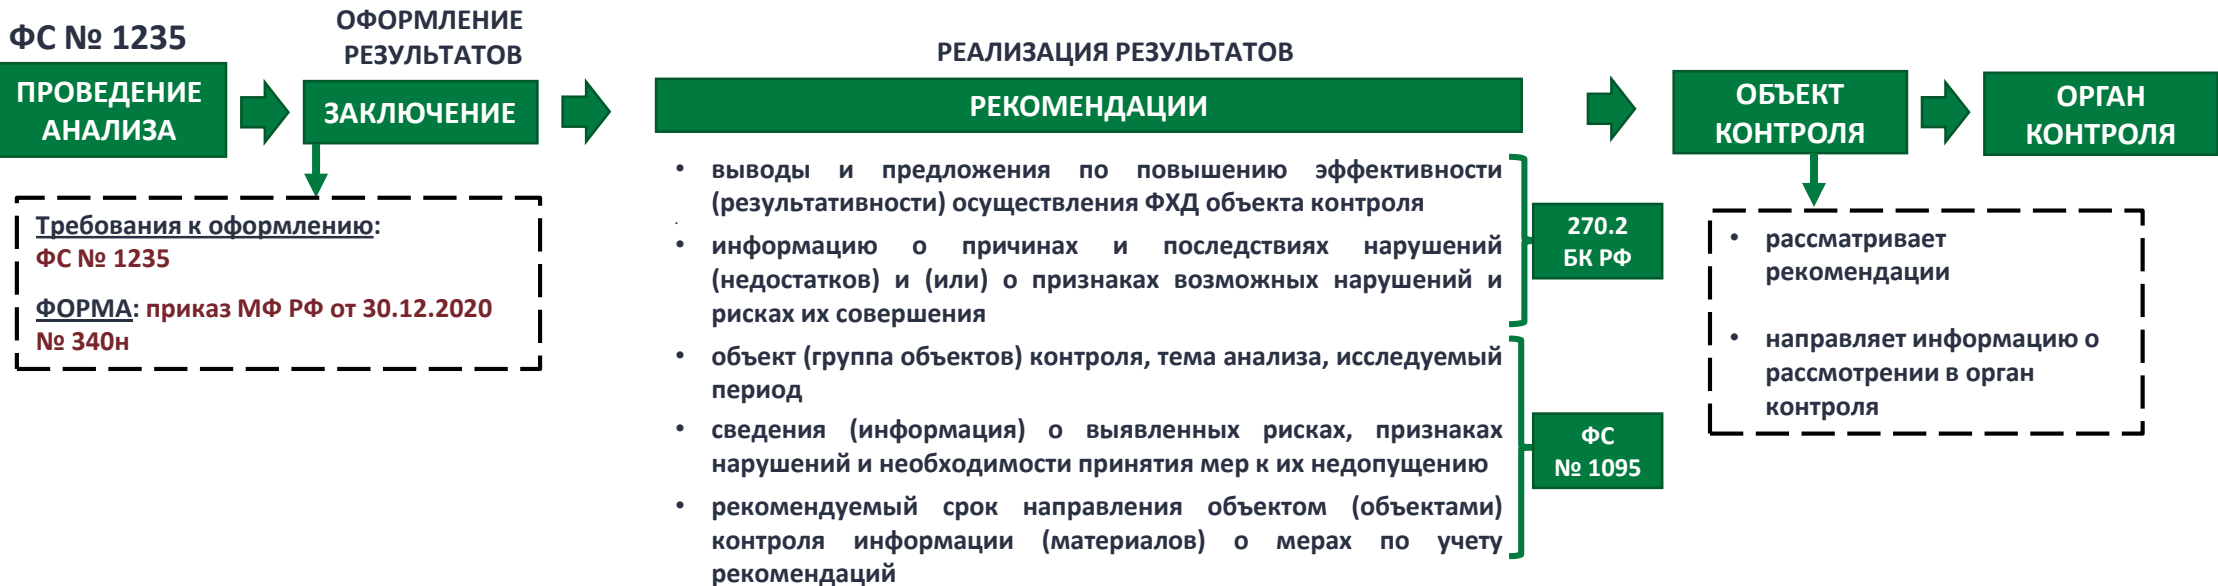 ФС № 1235
ПРОВЕДЕНИЕ
АНАЛИЗА
ОФОРМЛЕНИЕ
РЕЗУЛЬТАТОВ
ЗАКЛЮЧЕНИЕ
Требования к оформлению:
ФС № 1235
ФОРМА: приказ МФ РФ от 30.12.2020
№ 340н
РЕАЛИЗАЦИЯ РЕЗУЛЬТАТОВ
РЕКОМЕНДАЦИИ
• выводы и предложения по повышению эффективности
(результативности) осуществления ФХД объекта контроля
• информацию о причинах и последствиях нарушений
(недостатков) и (или) о признаках возможных нарушений и
рисках их совершения
270.2
БК РФ
• объект (группа объектов) контроля, тема анализа, исследуемый
период
• сведения (информация) о выявленных рисках, признаках
нарушений и необходимости принятия мер к их недопущению
• рекомендуемый срок направления объектом (объектами)
контроля информации (материалов) о мерах по учету
рекомендаций
ФС
№ 1095
ОБЪЕКТ
КОНТРОЛЯ
• рассматривает
рекомендации
• направляет информацию о
рассмотрении в орган
контроля
ОРГАН
КОНТРОЛЯ